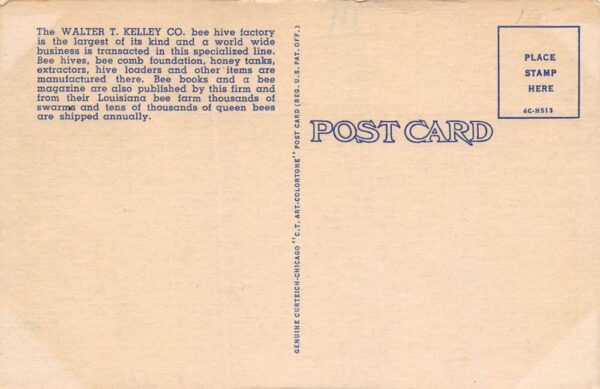 The WALTER T. KELLEY CO. bee hive factory
is the largest of its kind and a world wide
business is transacted in this specialized line.
Bee hives, bee comb foundation, honey tanks,
extractors, hive loaders and other items are
manufactured there. Bee books and a bee
magazine are also published by this firm and
from their Louisiana bee farm thousands of
swarms and tens of thousands of queen bees
are shipped annually.
GENUINE CURTEICH-CHICAGO "C.T. ART-COLORTONE" POST CARD (REG. U.S. PAT. OFF.)
POST CARD
PLACE
STAMP
HERE
4C-H513